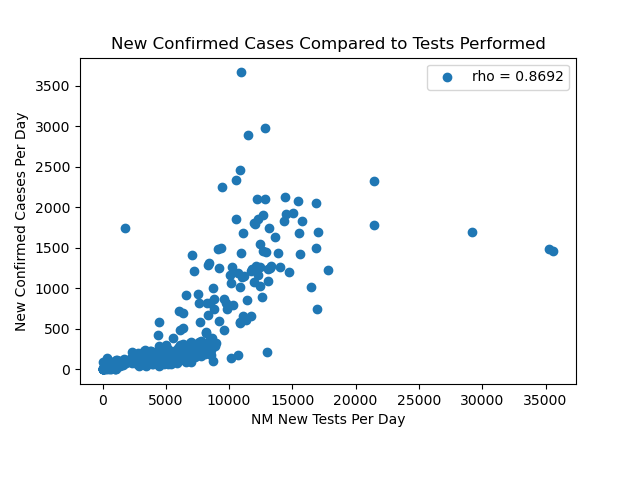 New Confirmed Cases Compared to Tests Performed
rho = 0.8692
New Confirmed Caeses Per Day
3500
3000
2500
2000
1500
1000
500
0
0 5000 10000 15000 20000 25000 30000 35000
NM New Tests Per Day